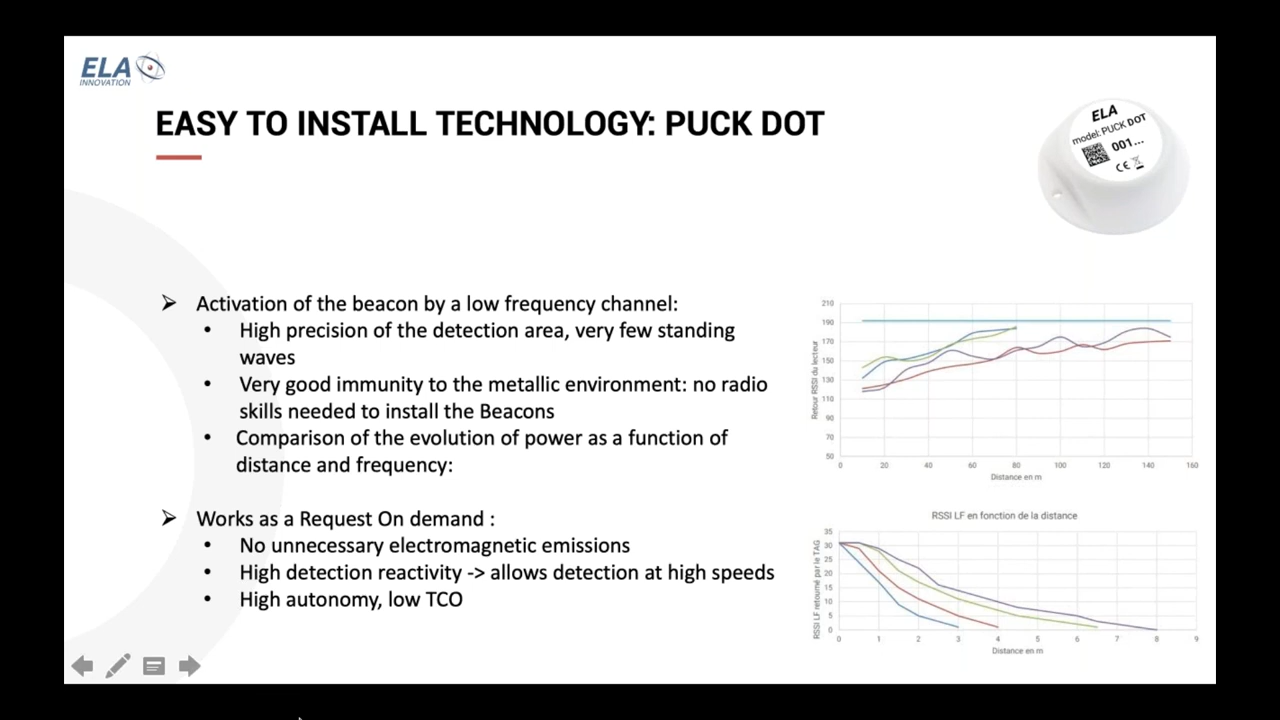 ELA
INNOVATION
EASY TO INSTALL TECHNOLOGY: PUCK DOT
ELA
model: PUCK DOT
001...
CE
➢ Activation of the beacon by a low frequency channel:
• High precision of the detection area, very few standing
waves
• Very good immunity to the metallic environment: no radio
skills needed to install the Beacons
• Comparison of the evolution of power as a function of
distance and frequency:
➢ Works as a Request On demand :
• No unnecessary electromagnetic emissions
• High detection reactivity -> allows detection at high speeds
• High autonomy, low TCO
Retour RSSI du lecteur
210
190
170
150
130
110
90
70
50
0 20 40 60 80 100 120 140 160
Distance en m
RSSI LF en fonction de la distance
RSSI LF retourné par le TAG
35
30
25
20
15
10
5
0
0 1 2 3 4 5 6 7 8 9
Distance en m